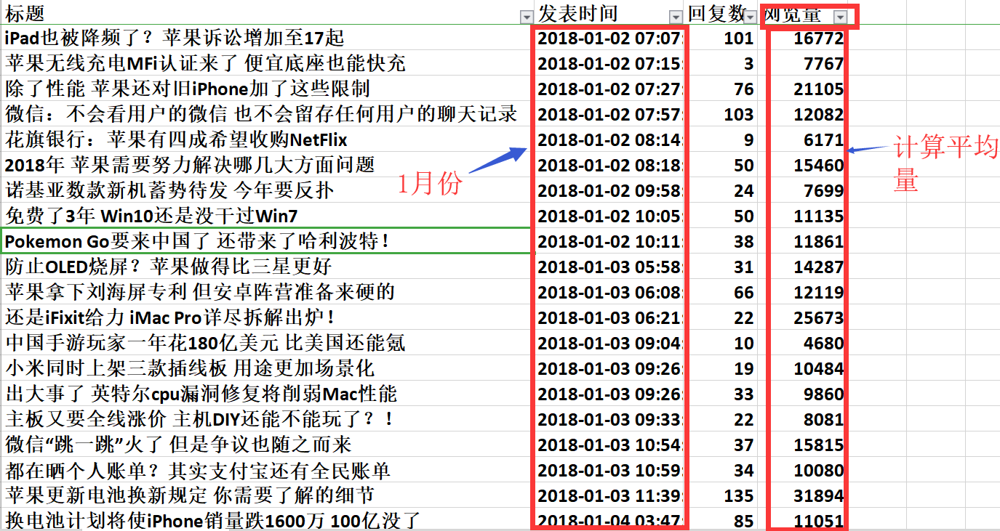 标题 发表时间 回复数 浏览量
iPad也被降频了？苹果诉讼增加至17起 2018-01-02 07:07: 101 16772
苹果无线充电MFi认证来了 便宜底座也能快充 2018-01-02 07:15: 3 7767
除了性能 苹果还对旧iPhone加了这些限制 2018-01-02 07:27: 76 21105
微信：不会看用户的微信 也不会留存任何用户的聊天记录 2018-01-02 07:57: 103 12082
花旗银行：苹果有四成希望收购NetFlix 2018-01-02 08:14: 9 6171
2018年 苹果需要努力解决哪几大方面问题 2018-01-02 08:18: 50 15460
诺基亚数款新机蓄势待发 今年要反扑 2018-01-02 09:58: 24 7699
免费了3年 Win10还是没干过Win7 2018-01-02 10:05: 50 11135
Pokemon Go要来中国了 还带来了哈利波特！ 2018-01-02 10:11: 38 11861
防止OLED烧屏？苹果做得比三星更好 2018-01-03 05:58: 31 14287
苹果拿下刘海屏专利 但安卓阵营准备来硬的 2018-01-03 06:08: 66 12119
还是iFixit给力 iMac Pro详尽拆解出炉！ 2018-01-03 06:21: 22 25673
中国手游玩家一年花180亿美元 比美国还能氪 2018-01-03 09:04: 10 4680
小米同时上架三款插线板 用途更加场景化 2018-01-03 09:26: 19 10484
出大事了 英特尔cpu漏洞修复将削弱Mac性能 2018-01-03 09:26: 33 9860
主板又要全线涨价 主机DIY还能不能玩了？！ 2018-01-03 09:33: 22 8081
微信“跳一跳”火了 但是争议也随之而来 2018-01-03 10:54: 37 15815
都在晒个人账单？其实支付宝还有全民账单 2018-01-03 10:59: 34 10080
苹果更新电池换新规定 你需要了解的细节 2018-01-03 11:39: 135 31894
换电池计划将使iPhone销量跌1600万 100亿没了 2018-01-04 03:47: 85 11051
1月份
计算平均
量